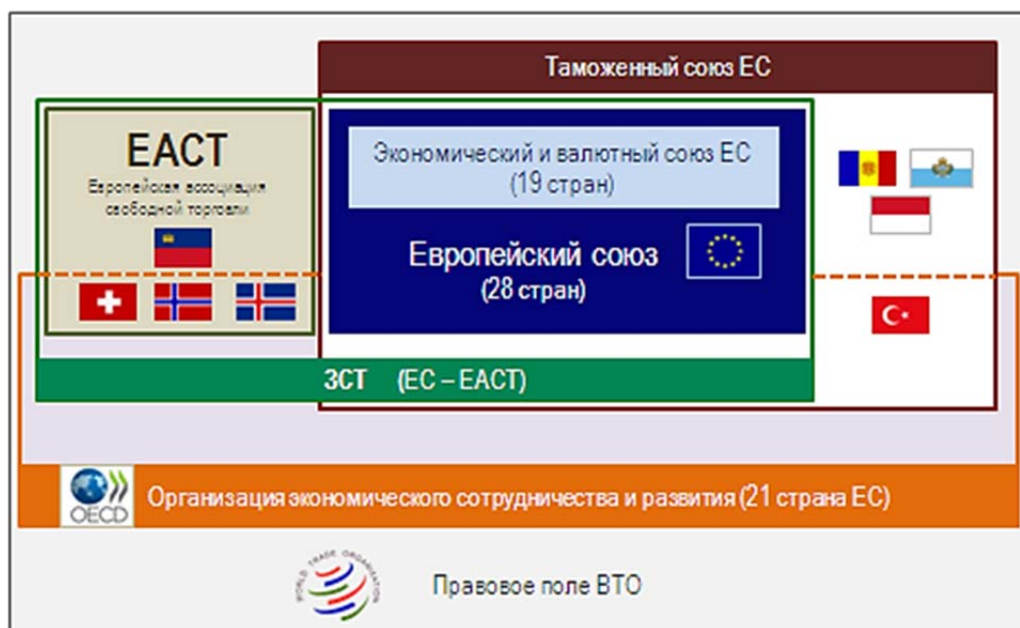 Таможенный союз ЕС
ЕАСТ
Европейская ассоциация
свободной торговли
Экономический и валютный союз ЕС
(19 стран)
Европейский союз
(28 стран)
ЗСТ (ЕС – ЕАСТ)
OECD
Организация экономического сотрудничества и развития (21 страна ЕС)
WORLD TRADE ORGANIZATION
Правовое поле ВТО